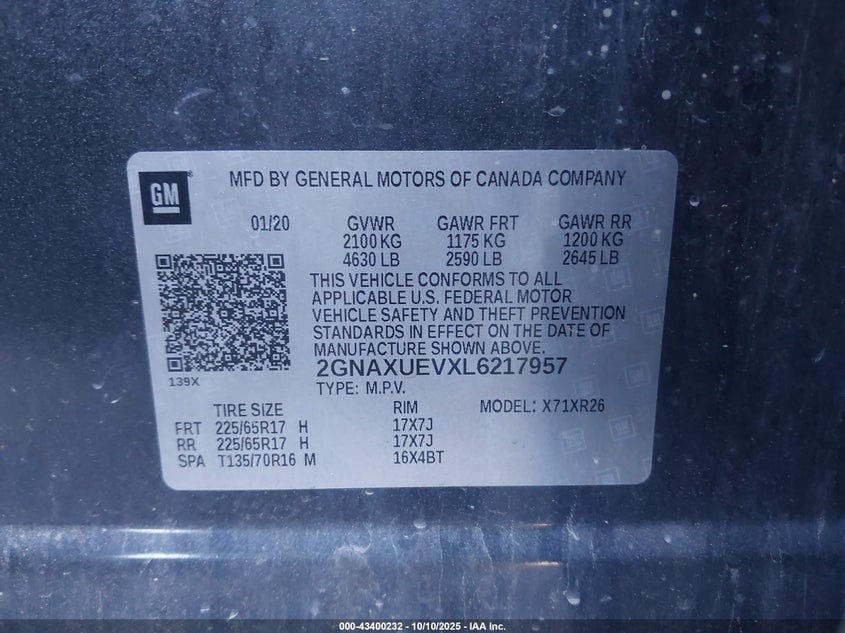 GM
MFD BY GENERAL MOTORS OF CANADA COMPANY
01/20 GVWR GAWR FRT GAWR RR
2100 KG 1175 KG 1200 KG
4630 LB 2590 LB 2645 LB
THIS VEHICLE CONFORMS TO ALL
APPLICABLE U.S. FEDERAL MOTOR
VEHICLE SAFETY AND THEFT PREVENTION
STANDARDS IN EFFECT ON THE DATE OF
MANUFACTURE SHOWN ABOVE.
139X
2GNAXUEVXL6217957
TYPE: M.P.V.
TIRE SIZE RIM MODEL: X71XR26
FRT 225/65R17 H 17X7J
RR 225/65R17 H 17X7J
SPA T135/70R16 M 16X4BT
000-43400232 - 10/10/2025 - IAA Inc.